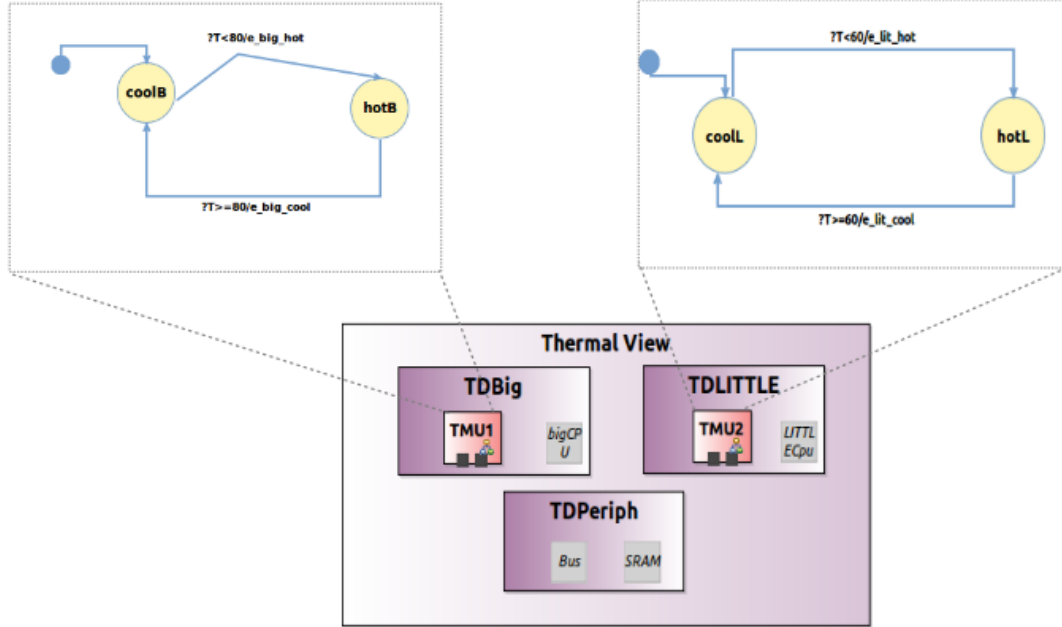 ?T<80/e_big_hot
coolB
hotB
?T>=80/e_big_cool
?T<60/e_lit_hot
coolL
hotL
?T>=60/e_lit_cool
Thermal View
TDBig
TMU1
bigCP
U
TDLITTLE
TMU2
LITTL
ECpu
TDPeriph
Bus
SRAM